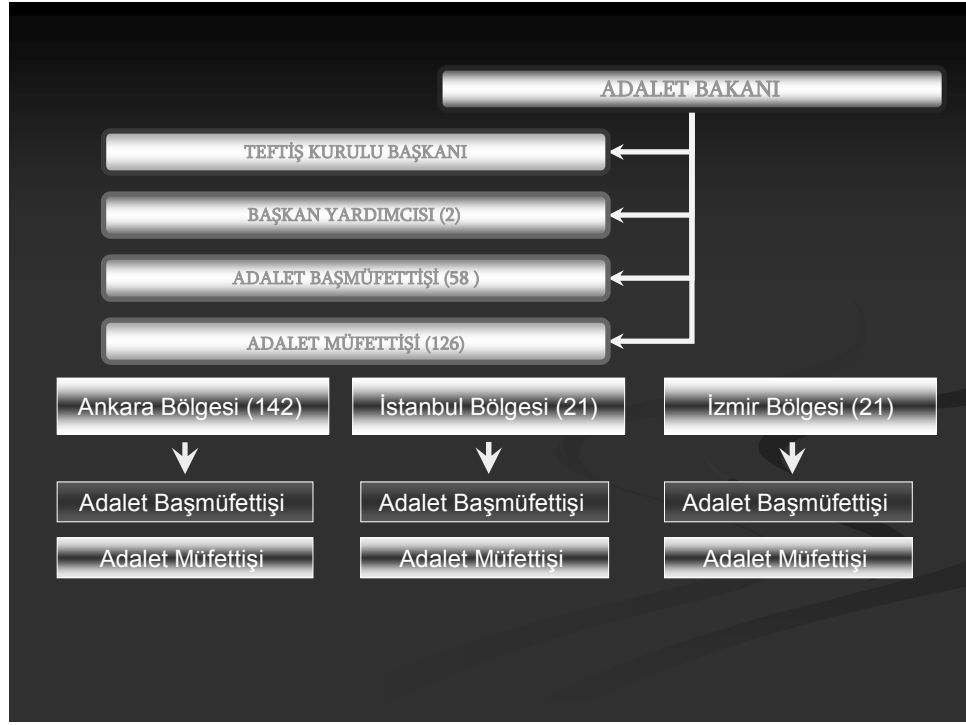 ADALET BAKANI
TEFTİŞ KURULU BAŞKANI
BAŞKAN YARDIMCISI (2)
ADALET BAŞMÜFETTİŞİ (58 )
ADALET MÜFETTİŞİ (126)
Ankara Bölgesi (142) İstanbul Bölgesi (21) İzmir Bölgesi (21)
Adalet Başmüfettişi Adalet Başmüfettişi Adalet Başmüfettişi
Adalet Müfettişi Adalet Müfettişi Adalet Müfettişi